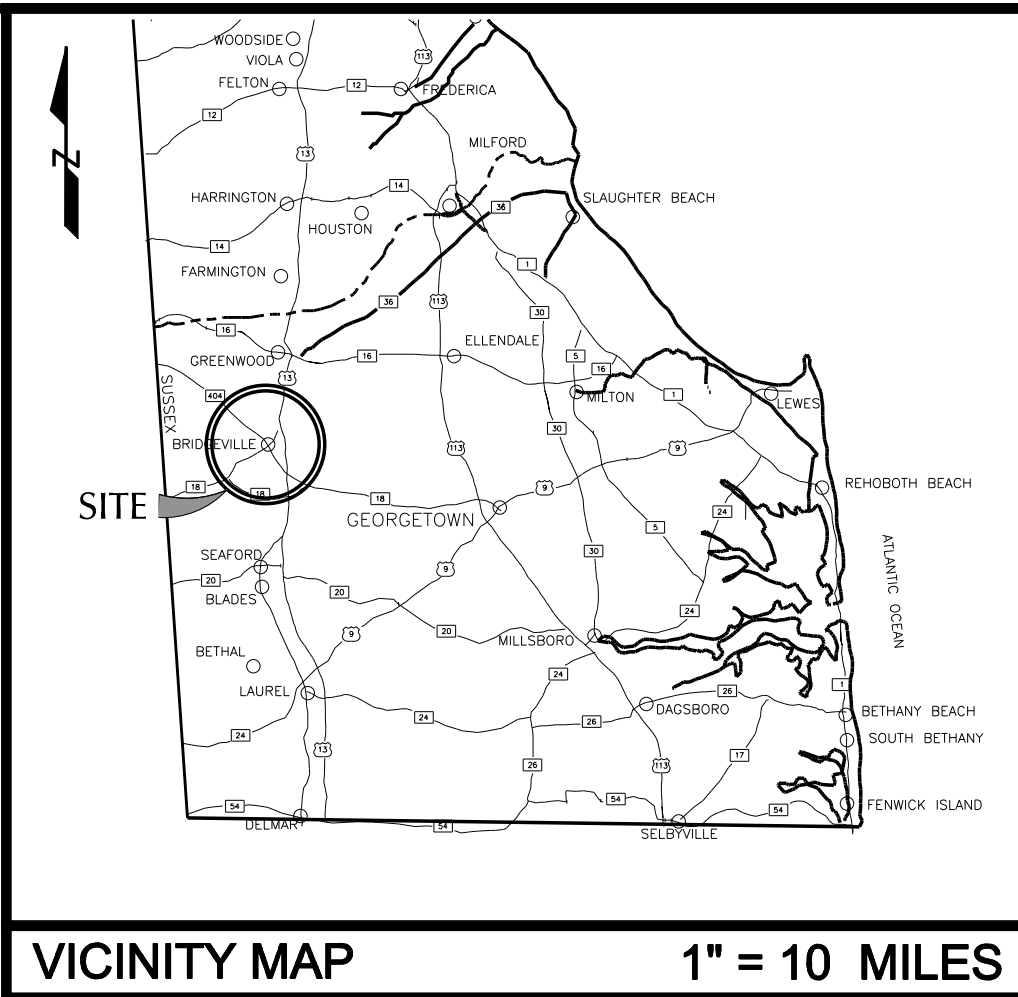 WOODSIDE
113
VIOLA
FELTON
12
FREDERICA
12
N
MILFORD
13
14
HARRINGTON
SLAUGHTER BEACH
36
HOUSTON
14
1
FARMINGTON
113
36
30
16
ELLENDALE
GREENWOOD
16
5
16
13
SUSSEX
404
MILTON
1
LEWES
30
BRIDGEVILLE
113
9
18
18
18
9
REHOBOTH BEACH
SITE
GEORGETOWN
24
5
ATLANTIC OCEAN
SEAFORD
30
9
20
20
BLADES
24
9
20
MILLSBORO
BETHAL
24
1
LAUREL
26
DAGSBORO
BETHANY BEACH
24
26
24
SOUTH BETHANY
13
17
26
113
54
54
54
FENWICK ISLAND
DELMAR
54
SELBYVILLE
VICINITY MAP
1" = 10 MILES